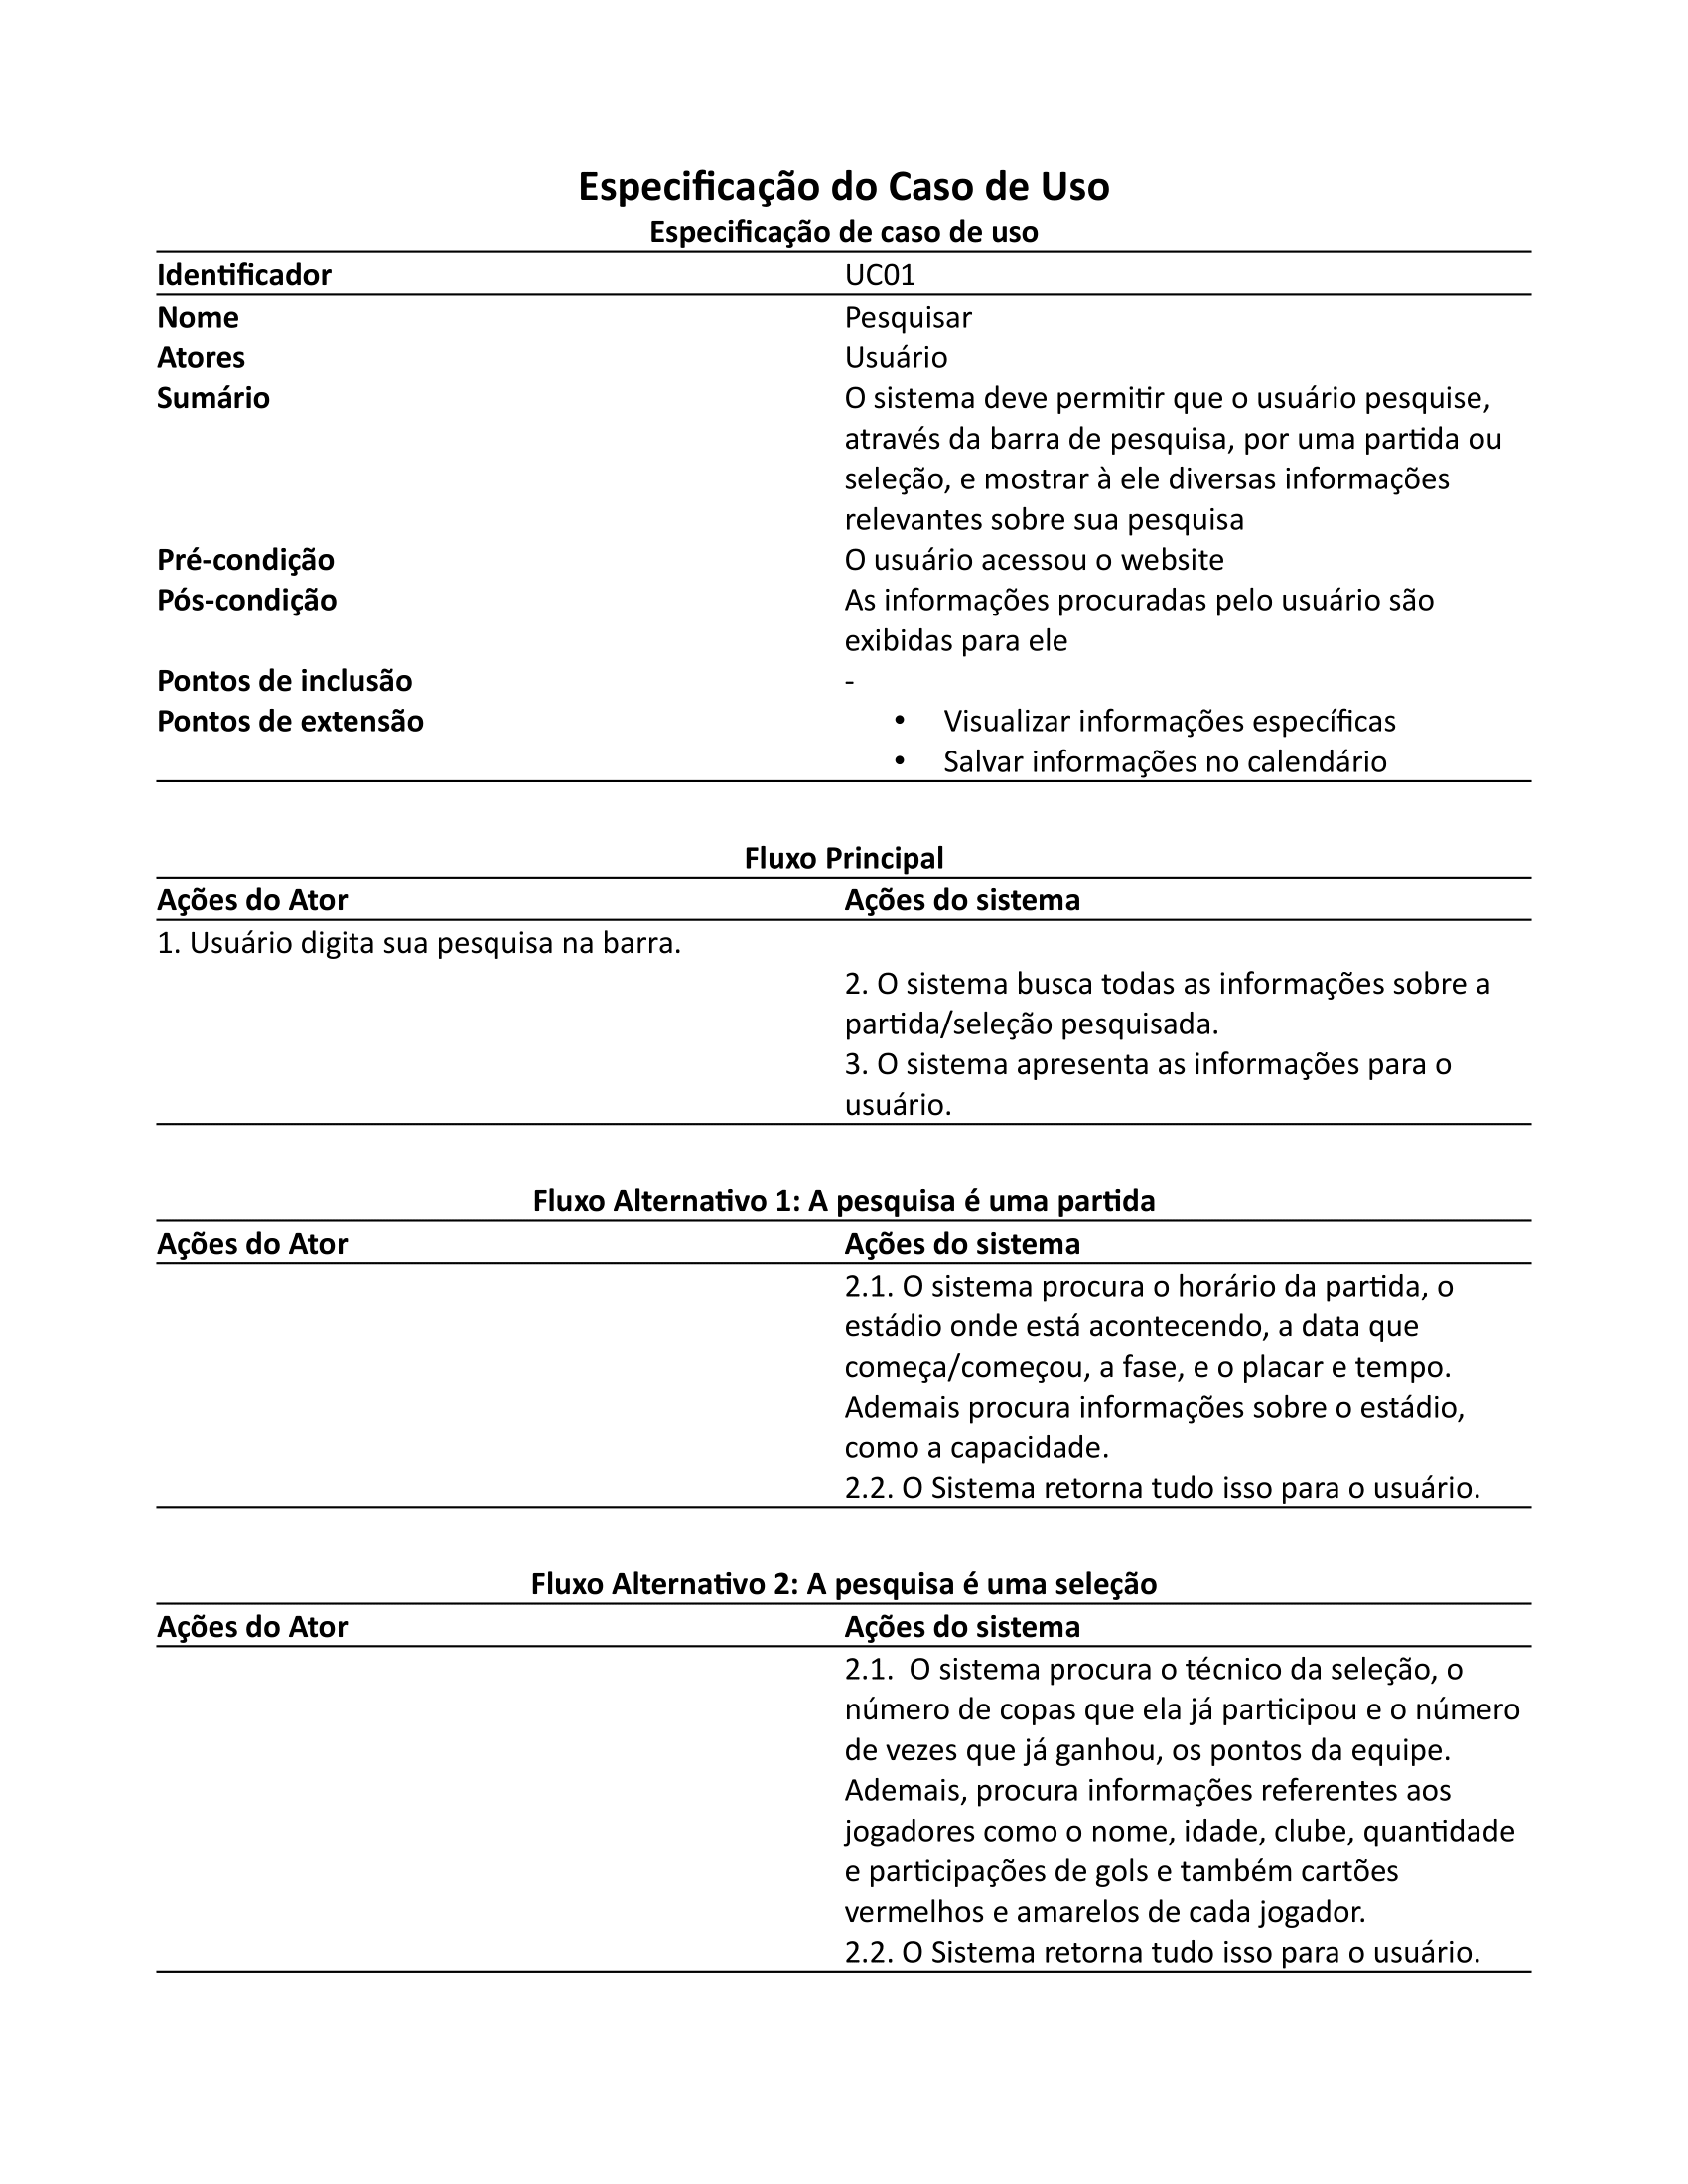 Especificação do Caso de Uso
Especificação de caso de uso
Identificador UC01
Nome Pesquisar
Atores Usuário
Sumário O sistema deve permitir que o usuário pesquise,
através da barra de pesquisa, por uma partida ou
seleção, e mostrar à ele diversas informações
relevantes sobre sua pesquisa
Pré-condição O usuário acessou o website
Pós-condição As informações procuradas pelo usuário são
exibidas para ele
Pontos de inclusão -
Pontos de extensão • Visualizar informações específicas
• Salvar informações no calendário
Fluxo Principal
Ações do Ator Ações do sistema
1. Usuário digita sua pesquisa na barra.
2. O sistema busca todas as informações sobre a
partida/seleção pesquisada.
3. O sistema apresenta as informações para o
usuário.
Fluxo Alternativo 1: A pesquisa é uma partida
Ações do Ator Ações do sistema
2.1. O sistema procura o horário da partida, o
estádio onde está acontecendo, a data que
começa/começou, a fase, e o placar e tempo.
Ademais procura informações sobre o estádio,
como a capacidade.
2.2. O Sistema retorna tudo isso para o usuário.
Fluxo Alternativo 2: A pesquisa é uma seleção
Ações do Ator Ações do sistema
2.1. O sistema procura o técnico da seleção, o
número de copas que ela já participou e o número
de vezes que já ganhou, os pontos da equipe.
Ademais, procura informações referentes aos
jogadores como o nome, idade, clube, quantidade
e participações de gols e também cartões
vermelhos e amarelos de cada jogador.
2.2. O Sistema retorna tudo isso para o usuário.